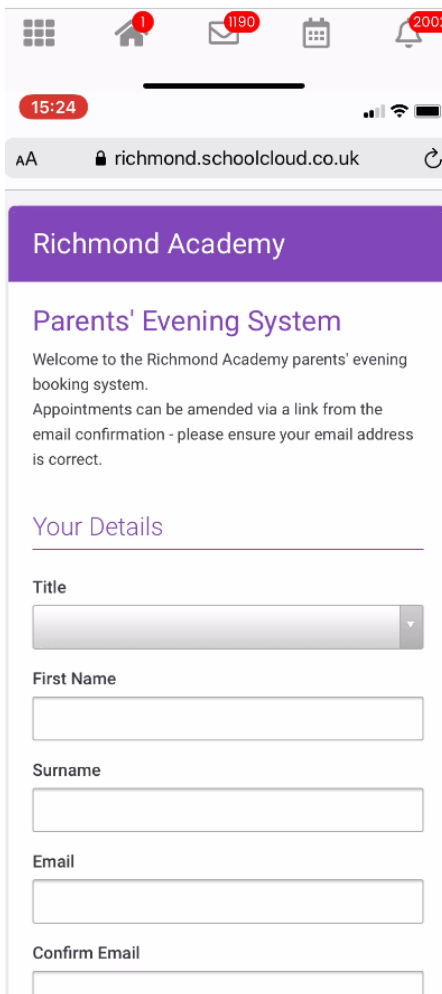 1
1190
2002
15:24
AA richmond.schoolcloud.co.uk
Richmond Academy
Parents' Evening System
Welcome to the Richmond Academy parents' evening
booking system.
Appointments can be amended via a link from the
email confirmation - please ensure your email address
is correct.
Your Details
Title
First Name
Surname
Email
Confirm Email